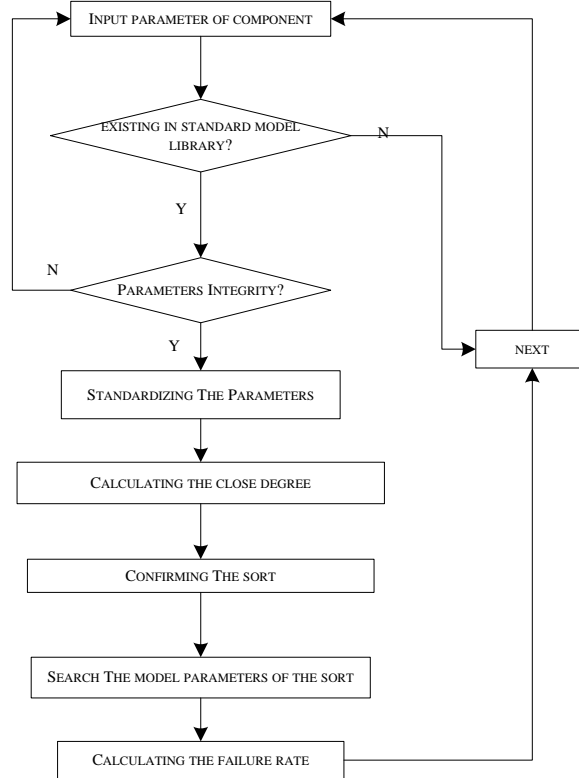 INPUT PARAMETER OF COMPONENT
EXISTING IN STANDARD MODEL
LIBRARY?
N
Y
N
PARAMETERS INTEGRITY?
Y
NEXT
STANDARDIZING THE PARAMETERS
CALCULATING THE CLOSE DEGREE
CONFIRMING THE SORT
SEARCH THE MODEL PARAMETERS OF THE SORT
CALCULATING THE FAILURE RATE